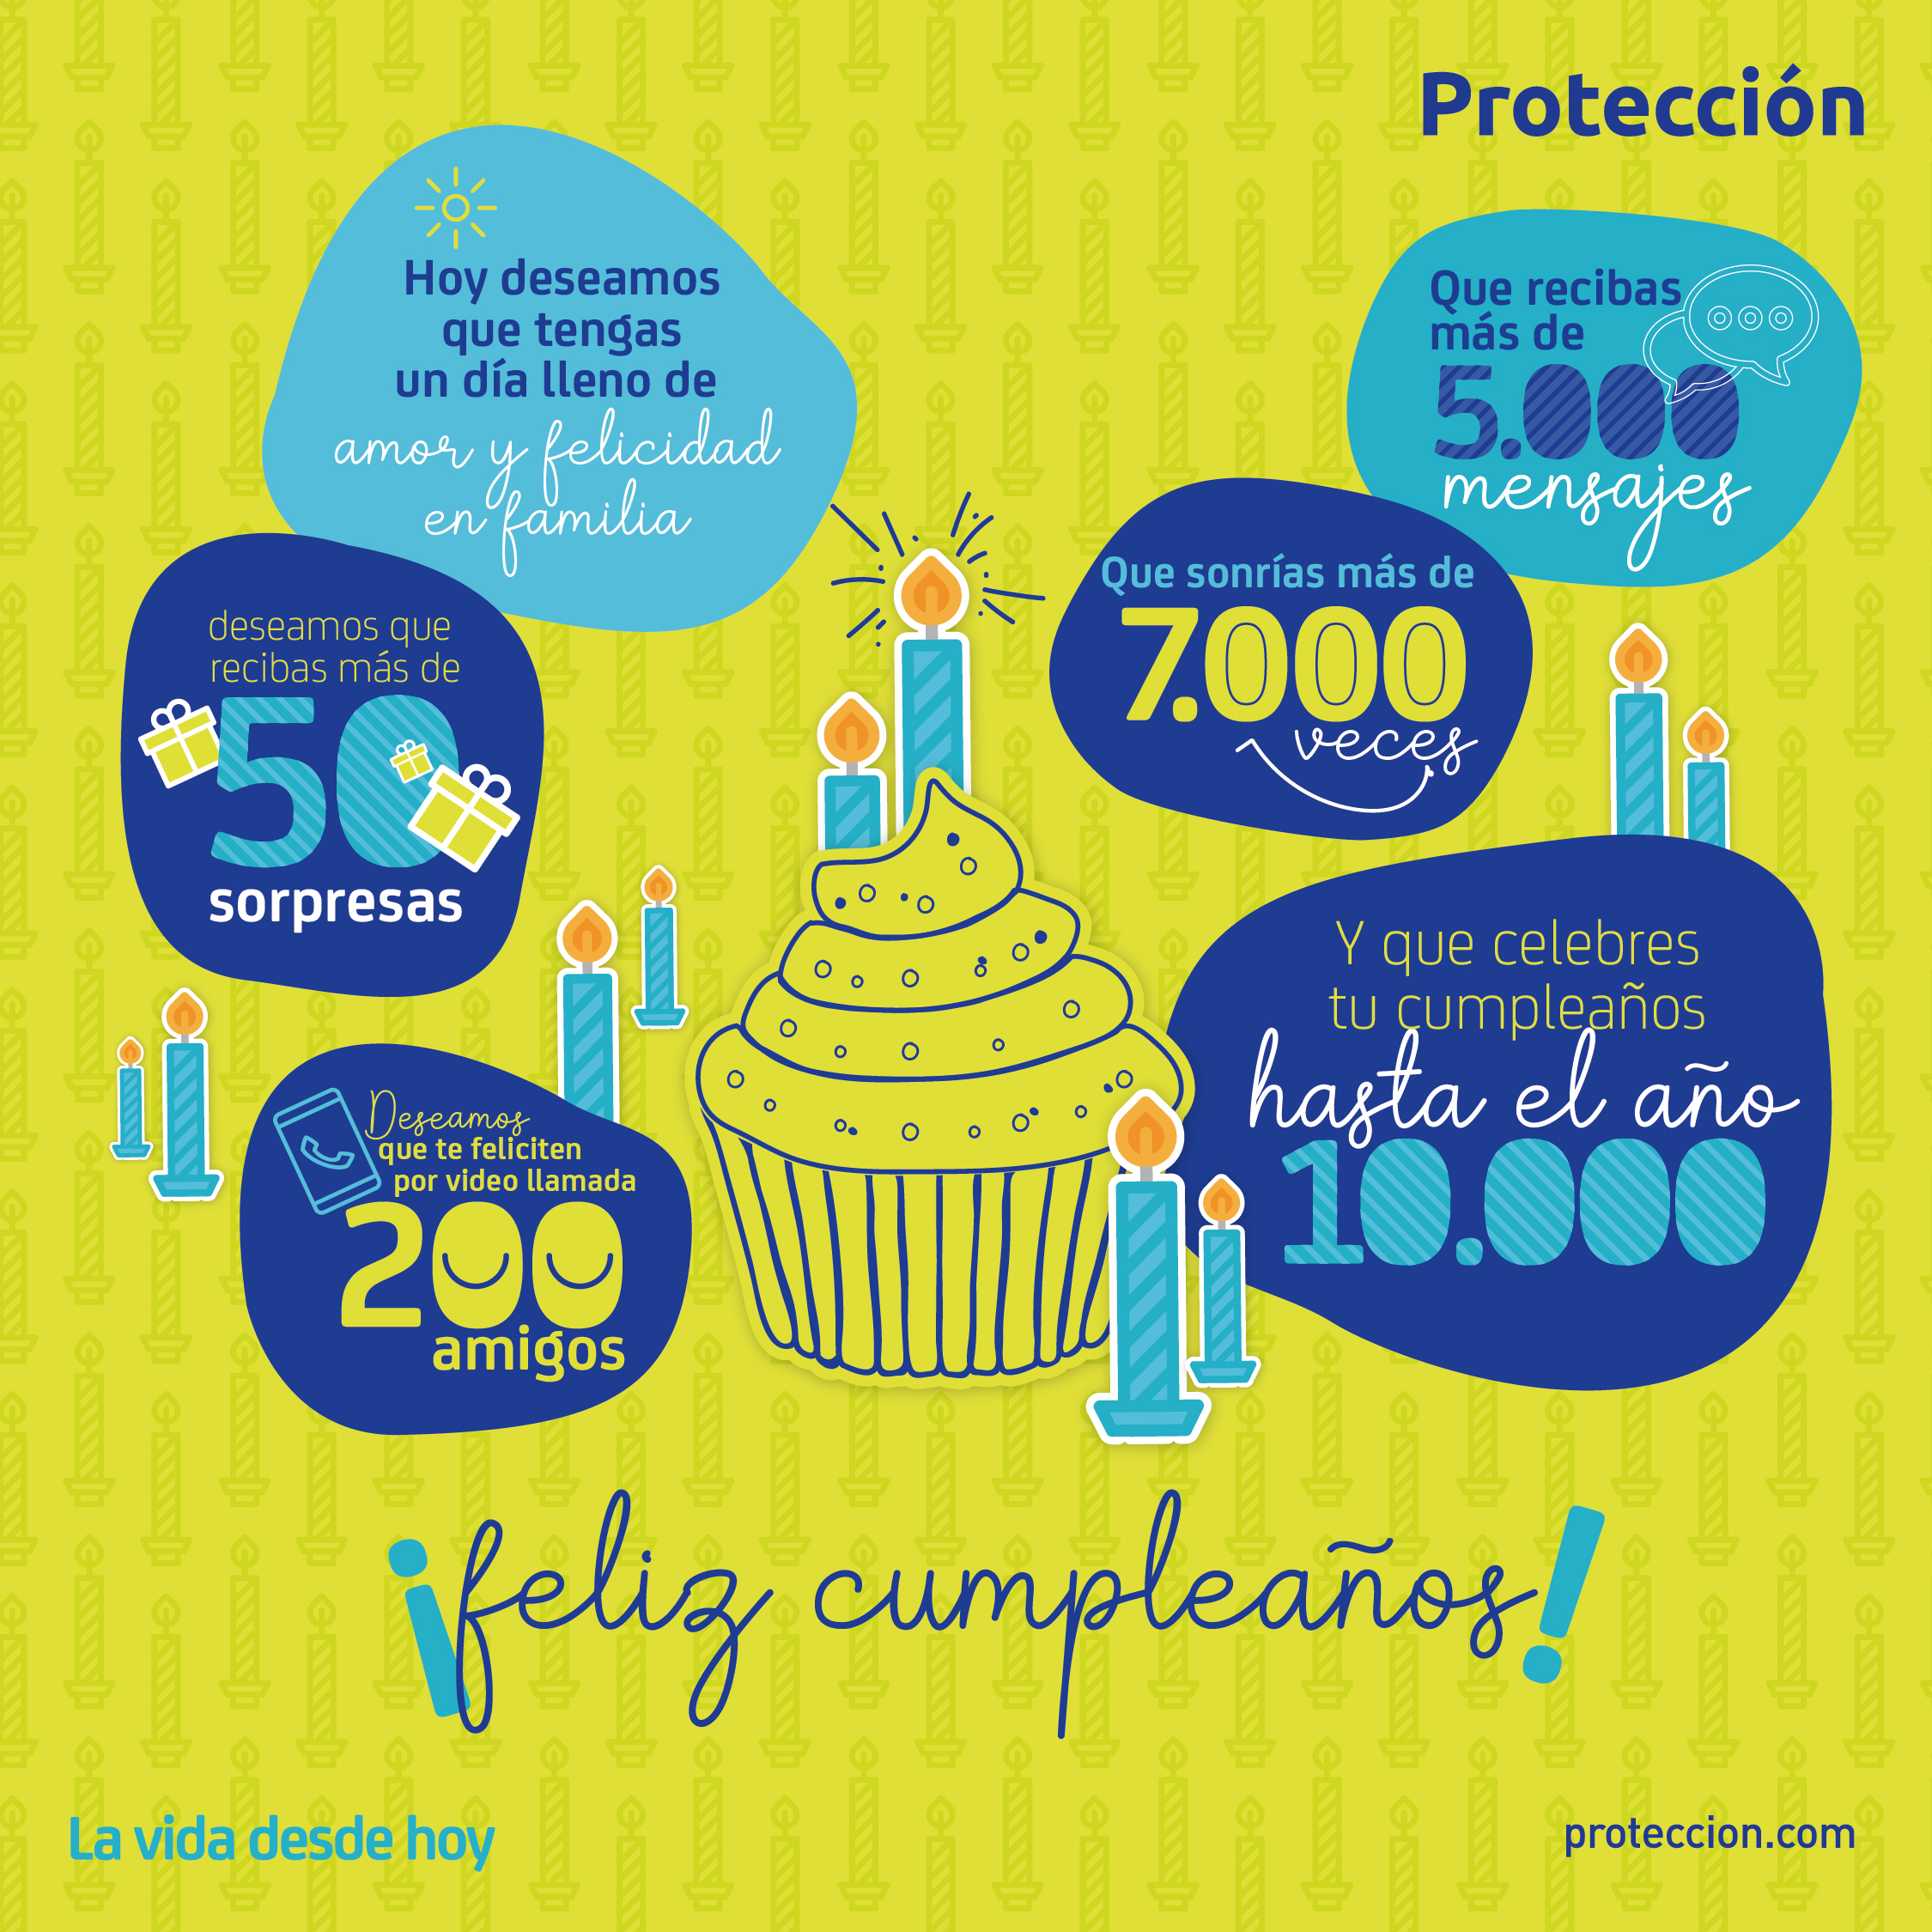 Protección
Hoy deseamos
que tengas
un día lleno de
amor y felicidad
en familia
Que recibas
más de
5.000
mensajes
Que sonrías más de
7.000
veces
deseamos que
recibas más de
50
sorpresas
Y que celebres
tu cumpleaños
hasta el año
10.000
Deseamos
que te feliciten
por video llamada
200
amigos
¡feliz cumpleaños!
La vida desde hoy
proteccion.com